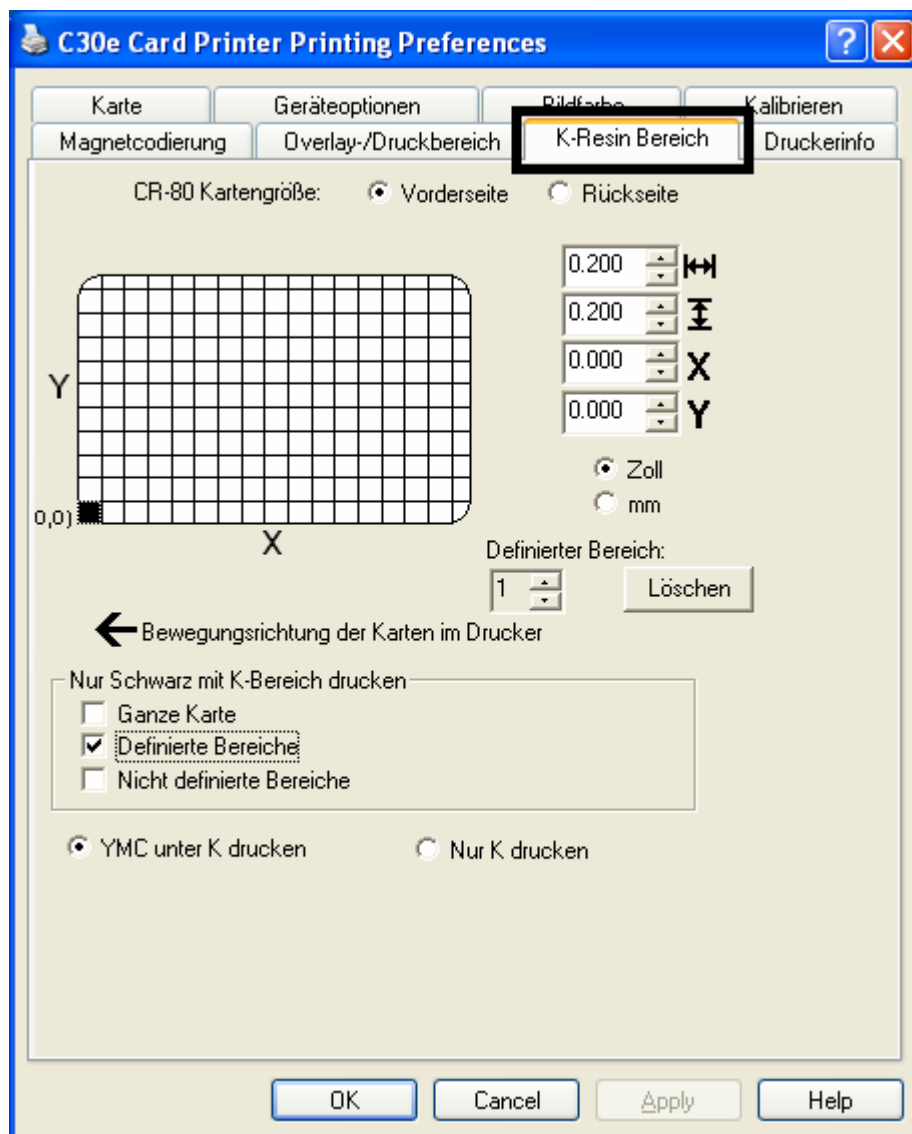 C30e Card Printer Printing Preferences
Karte Geräteoptionen Bildfarbe Kalibrieren
Magnetcodierung Overlay-/Druckbereich K-Resin Bereich Druckerinfo
CR-80 Kartengröße: Vorderseite Rückseite
0.200
0.200
0.000 X
Y 0.000 Y
Zoll
0,0) mm
X
Definierter Bereich:
1 Löschen
Bewegungsrichtung der Karten im Drucker
Nur Schwarz mit K-Bereich drucken
Ganze Karte
Definierte Bereiche
Nicht definierte Bereiche
YMC unter K drucken Nur K drucken
OK Cancel Apply Help